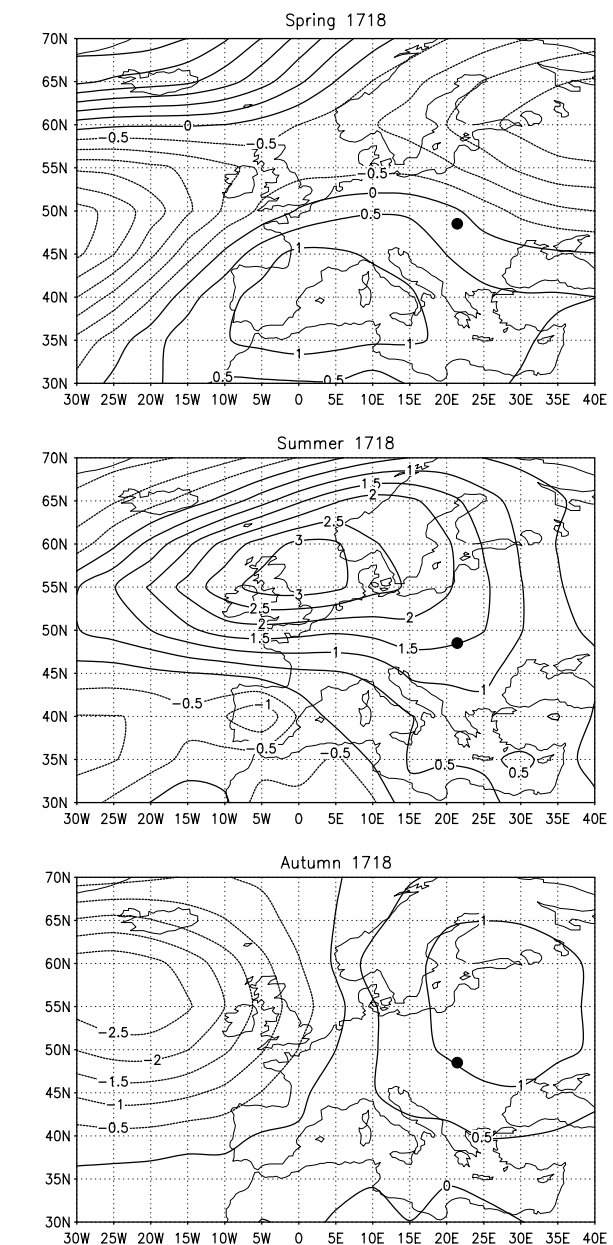 Spring 1718
70N
65N
60N
0
−0.5
−0.5
55N
−0.5
0
50N
0.5
45N
1
40N
35N
1
1
0.5
0.5
30N
30W 25W 20W 15W 10W 5W 0 5E 10E 15E 20E 25E 30E 35E 40E
Summer 1718
70N
1
1.5
65N
2
2.5
60N
3
55N
3
2.5
2
2
50N
1.5
1.5
1
45N
1
−0.5
−1
40N
−0.5
−0.5
35N
0.5
0.5
30N
30W 25W 20W 15W 10W 5W 0 5E 10E 15E 20E 25E 30E 35E 40E
Autumn 1718
70N
65N
1
60N
55N
−2.5
50N
−2
−1.5
1
45N
−1
−0.5
40N
0.5
35N
0
30N
30W 25W 20W 15W 10W 5W 0 5E 10E 15E 20E 25E 30E 35E 40E